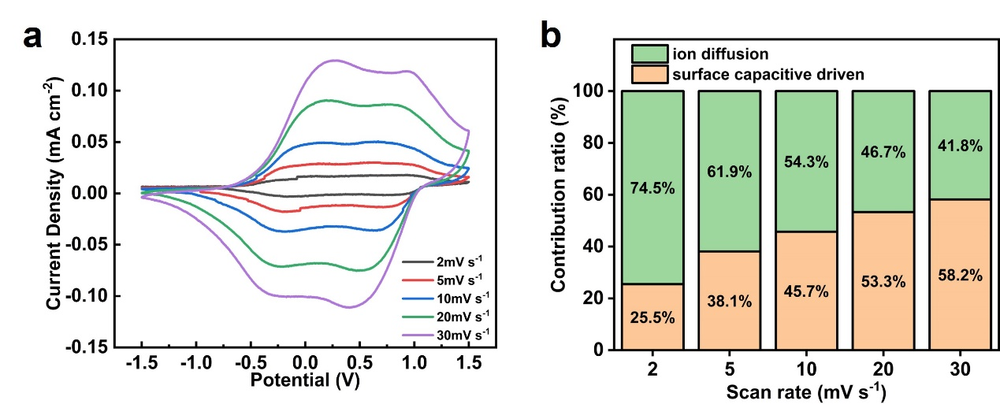 a
0.15
0.10
0.05
0.00
-0.05
-0.10
-0.15
Current Density (mA cm⁻²)
-1.5 -1.0 -0.5 0.0 0.5 1.0 1.5
Potential (V)
2mV s⁻¹
5mV s⁻¹
10mV s⁻¹
20mV s⁻¹
30mV s⁻¹
b
ion diffusion
surface capacitive driven
100
80
60
40
20
0
Contribution ratio (%)
74.5% 61.9% 54.3% 46.7% 41.8%
25.5% 38.1% 45.7% 53.3% 58.2%
2 5 10 20 30
Scan rate (mV s⁻¹)